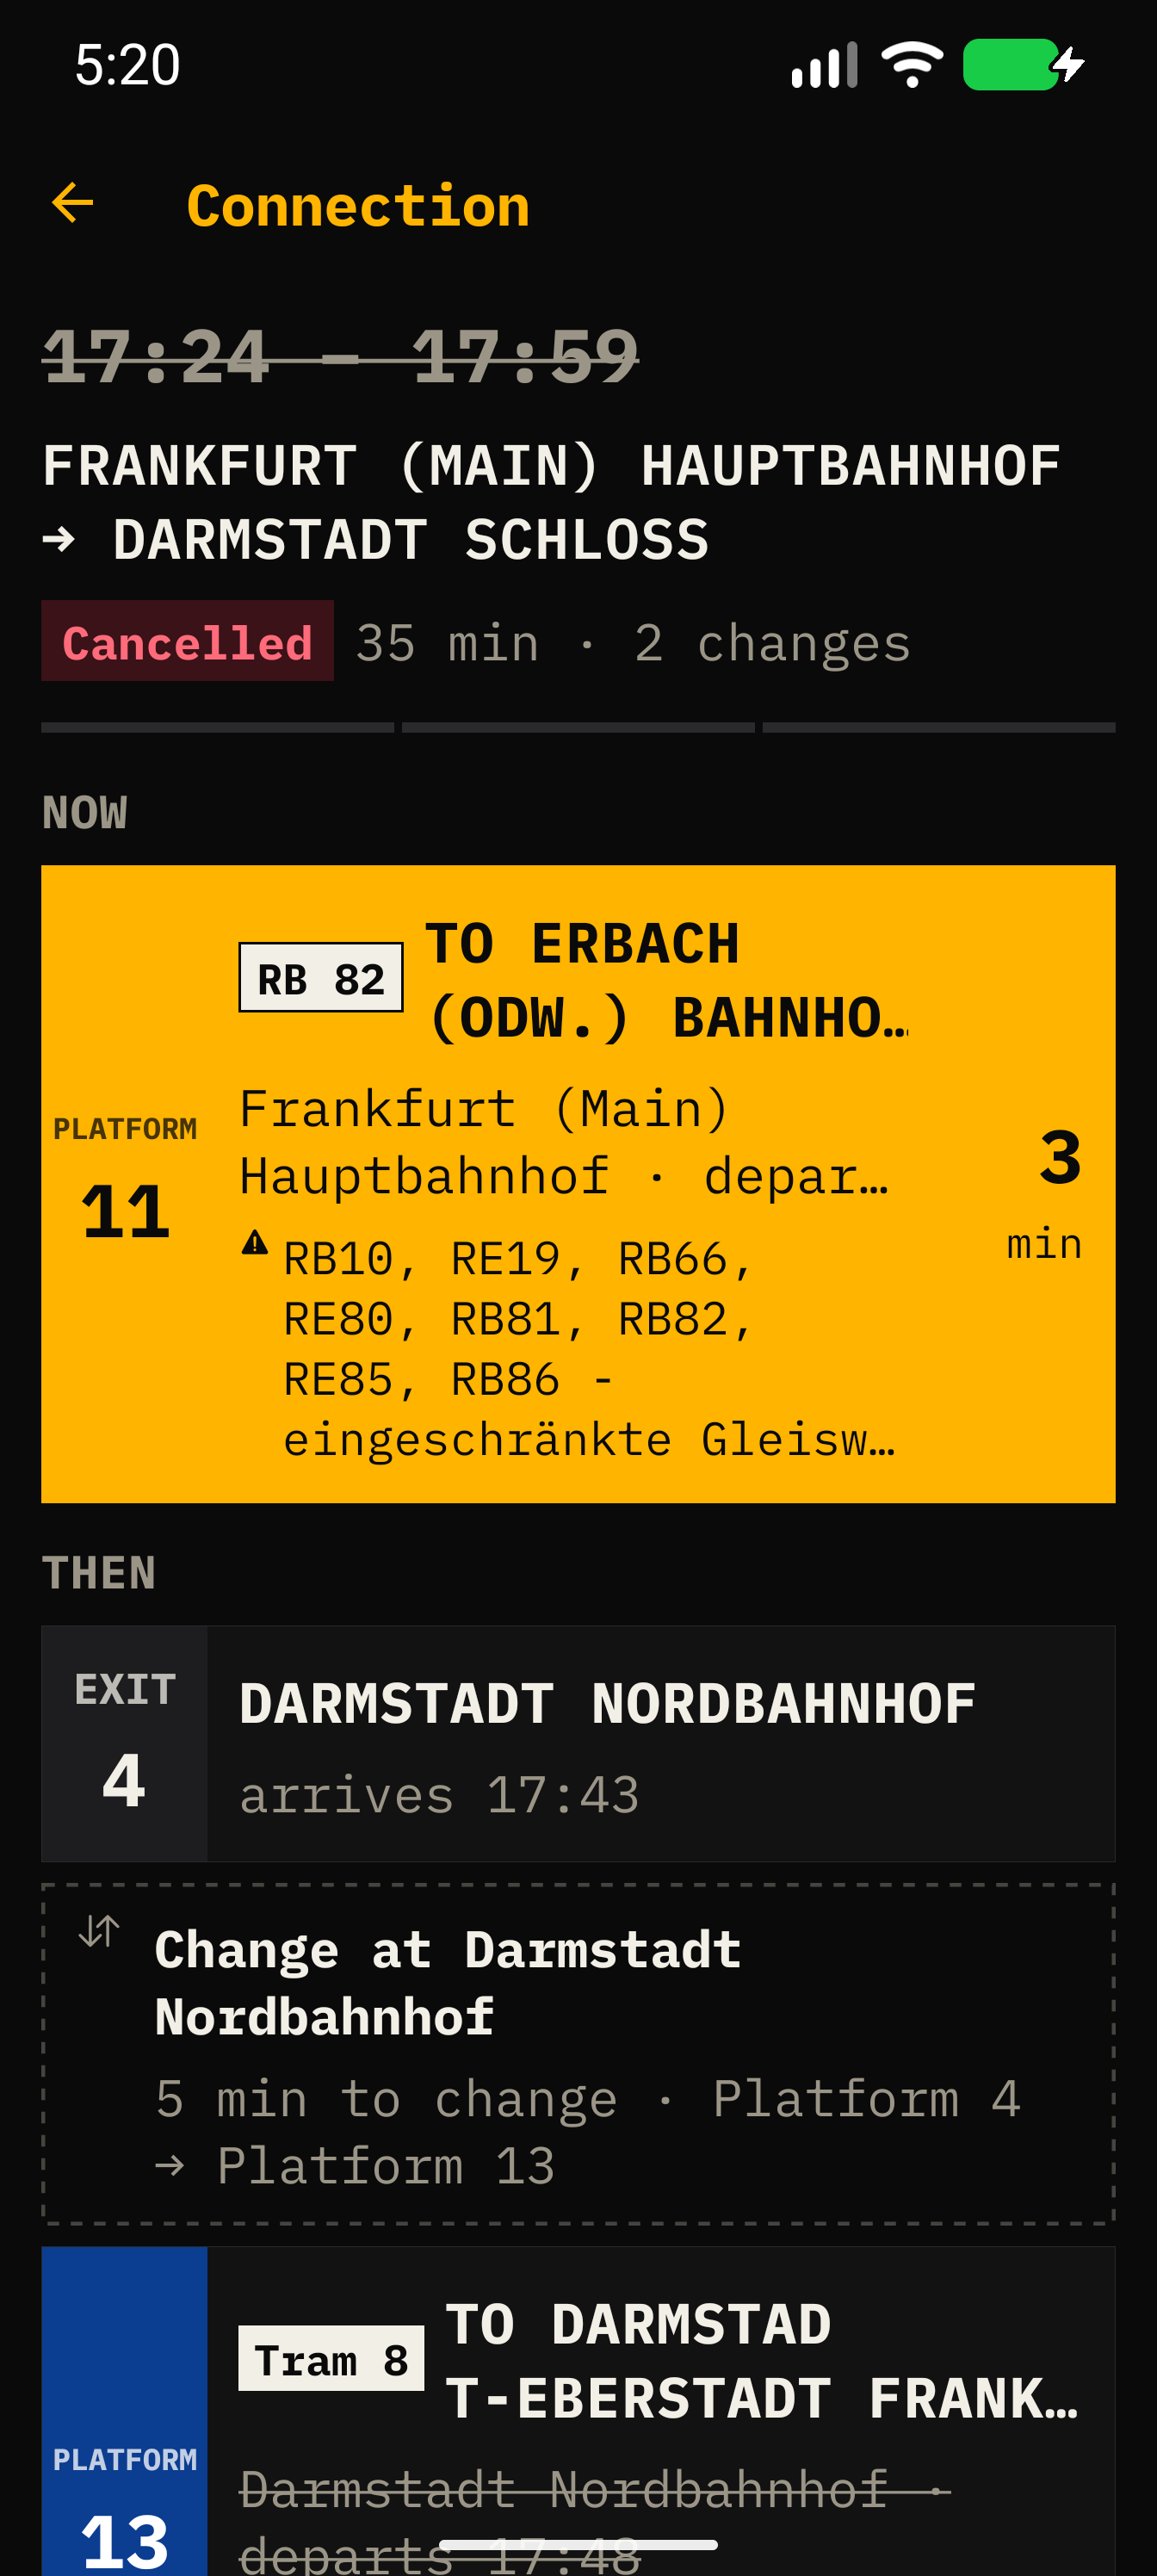 5:20
Connection
17:24 – 17:59
FRANKFURT (MAIN) HAUPTBAHNHOF
→ DARMSTADT SCHLOSS
Cancelled 35 min · 2 changes
NOW
RB 82 TO ERBACH
(ODW.) BAHNHO…
Frankfurt (Main)
Hauptbahnhof · depar…
PLATFORM
11
3
min
RB10, RE19, RB66,
RE80, RB81, RB82,
RE85, RB86 -
eingeschränkte Gleisw…
THEN
EXIT
4
DARMSTADT NORDBAHNHOF
arrives 17:43
Change at Darmstadt
Nordbahnhof
5 min to change · Platform 4
→ Platform 13
PLATFORM
13
Tram 8 TO DARMSTAD
T-EBERSTADT FRANK…
Darmstadt Nordbahnhof ·
departs 17:48